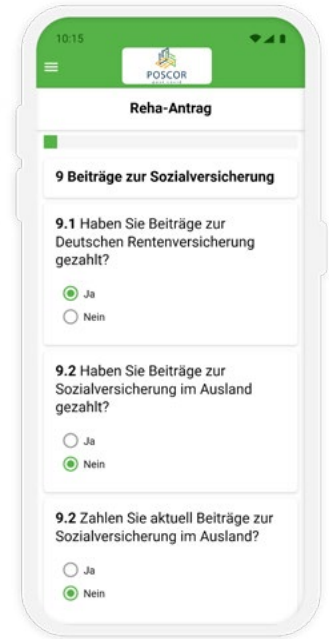 10:15
POSCOR
Reha-Antrag
9 Beiträge zur Sozialversicherung
9.1 Haben Sie Beiträge zur
Deutschen Rentenversicherung
gezahlt?
Ja
Nein
9.2 Haben Sie Beiträge zur
Sozialversicherung im Ausland
gezahlt?
Ja
Nein
9.2 Zahlen Sie aktuell Beiträge zur
Sozialversicherung im Ausland?
Ja
Nein